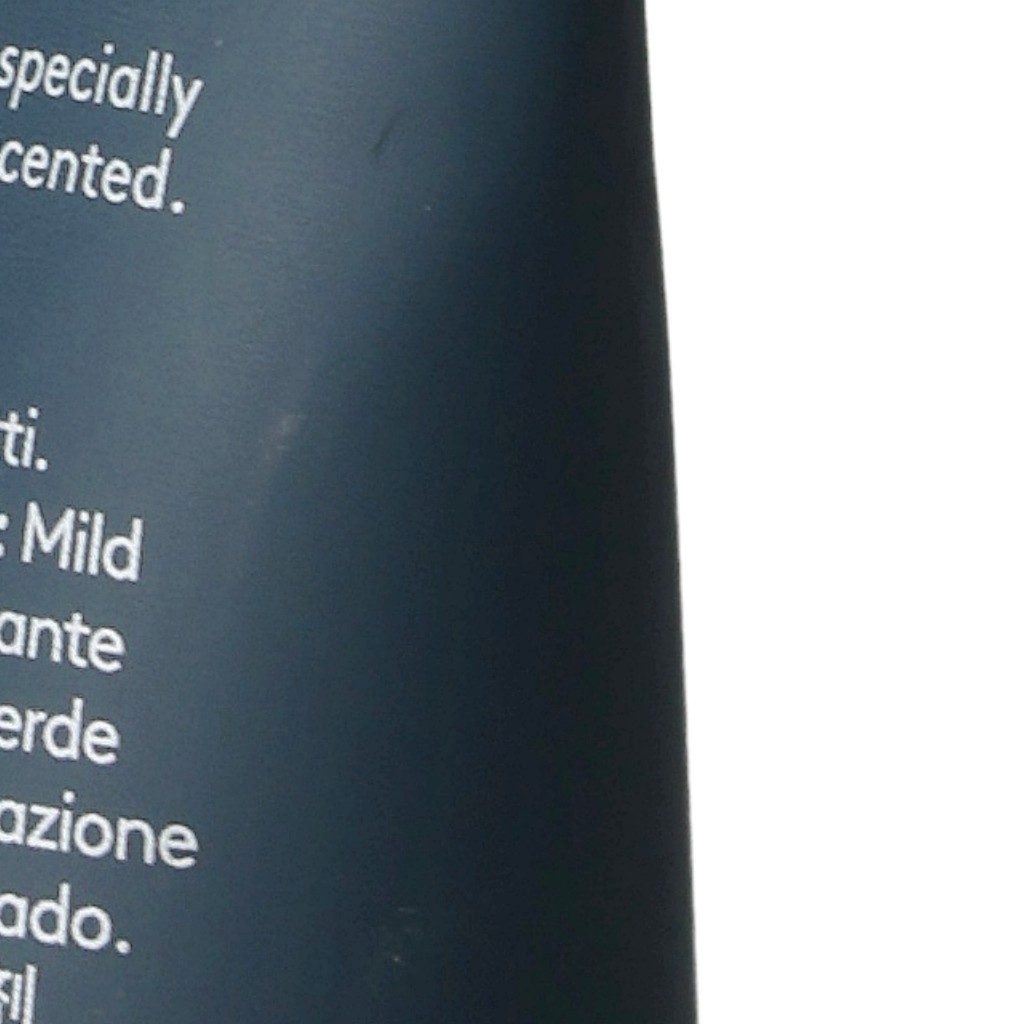 specially
cented.
ti.
: Mild
ante
erde
azione
ado.